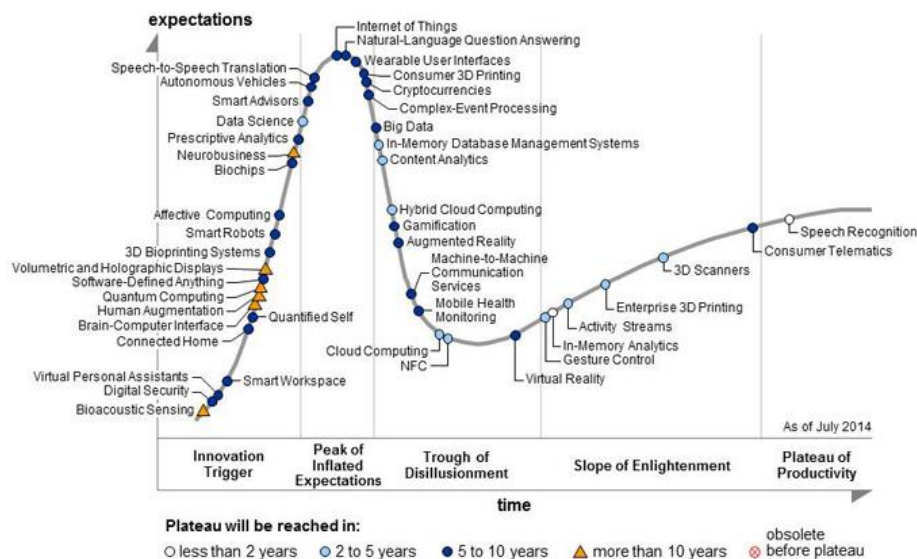 expectations
Internet of Things
Natural-Language Question Answering
Wearable User Interfaces
Speech-to-Speech Translation
Consumer 3D Printing
Autonomous Vehicles
Cryptocurrencies
Smart Advisors
Complex-Event Processing
Data Science
Big Data
Prescriptive Analytics
In-Memory Database Management Systems
Neurobusiness
Content Analytics
Biochips
Affective Computing
Hybrid Cloud Computing
Smart Robots
Gamification
3D Bioprinting Systems
Augmented Reality
Volumetric and Holographic Displays
Machine-to-Machine
Communication
Services
Software-Defined Anything
Quantum Computing
Human Augmentation
Mobile Health
Monitoring
Brain-Computer Interface
Quantified Self
Connected Home
Speech Recognition
Consumer Telematics
3D Scanners
Enterprise 3D Printing
Activity Streams
In-Memory Analytics
Gesture Control
Cloud Computing
NFC
Virtual Reality
Virtual Personal Assistants
Smart Workspace
Digital Security
Bioacoustic Sensing
As of July 2014
Innovation
Trigger
Peak of
Inflated
Expectations
Trough of
Disillusionment
Slope of Enlightenment
Plateau of
Productivity
time
Plateau will be reached in:
less than 2 years
2 to 5 years
5 to 10 years
more than 10 years
obsolete
before plateau